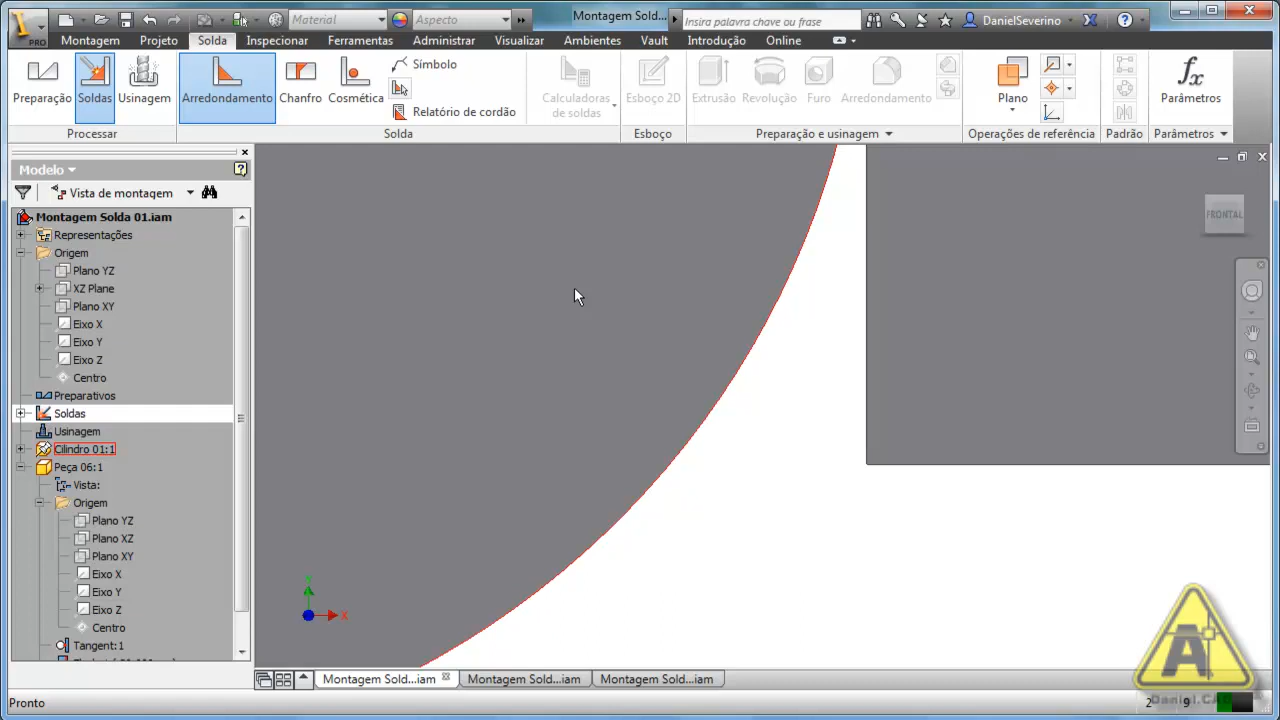 PRO
Material
Aspecto
Montagem Sold...
Insira palavra chave ou frase
DanielSeverino
Montagem Projeto Solda Inspecionar Ferramentas Administrar Visualizar Ambientes Vault Introdução Online
Preparação Soldas Usinagem
Arredondamento Chanfro Cosmética
Símbolo
Relatório de cordão
Calculadoras de soldas
Esboço 2D
Extrusão Revolução Furo Arredondamento
Plano
fx
Parâmetros
Processar Solda Esboço Preparação e usinagem Operações de referência Padrão Parâmetros
Modelo
Vista de montagem
Montagem Solda 01.iam
Representações
Origem
Plano YZ
XZ Plane
Plano XY
Eixo X
Eixo Y
Eixo Z
Centro
Preparativos
Soldas
Usinagem
Cilindro 01:1
Peça 06:1
Vista:
Origem
Plano YZ
Plano XZ
Plano XY
Eixo X
Eixo Y
Eixo Z
Centro
Tangent:1
FRONTAL
Y
X
Montagem Sold...iam Montagem Sold...iam Montagem Sold...iam
Pronto
2 9
Daniel.CAD